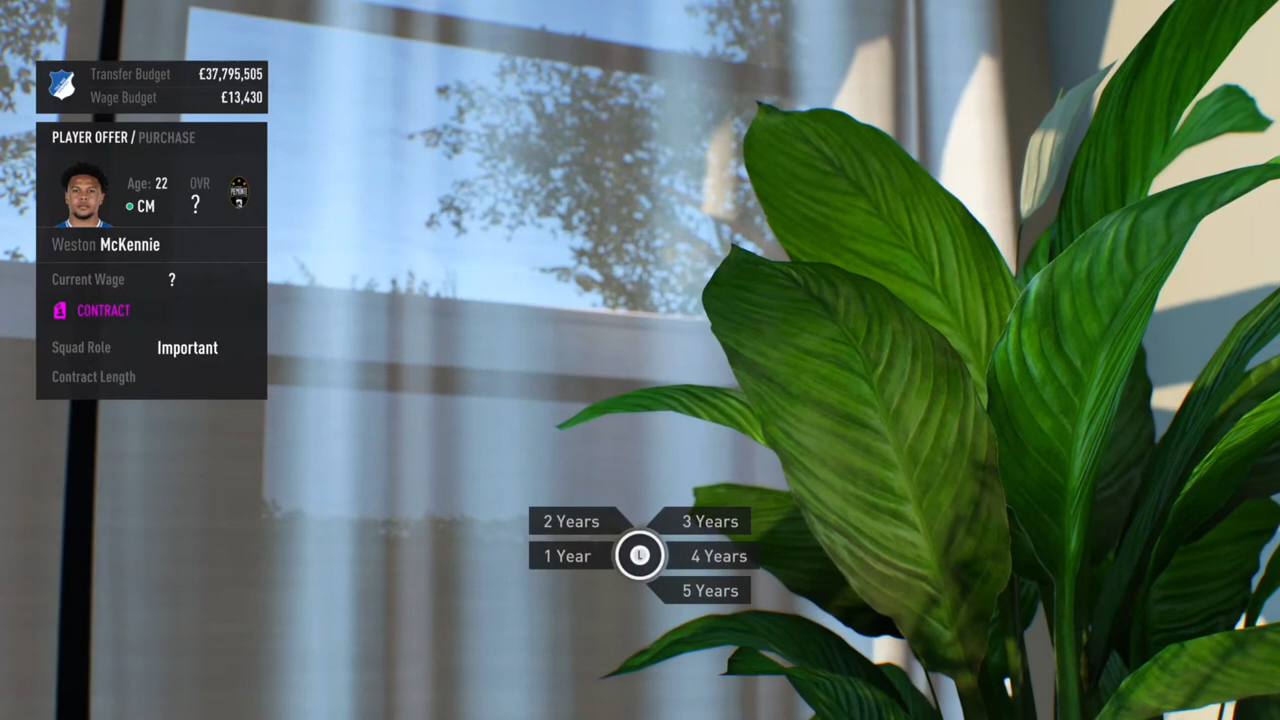 Transfer Budget £37,795,505
Wage Budget £13,430
PLAYER OFFER / PURCHASE
Age: 22 OVR
CM ?
PIEMONTE
Weston McKennie
Current Wage ?
CONTRACT
Squad Role Important
Contract Length
2 Years 3 Years
1 Year L 4 Years
5 Years